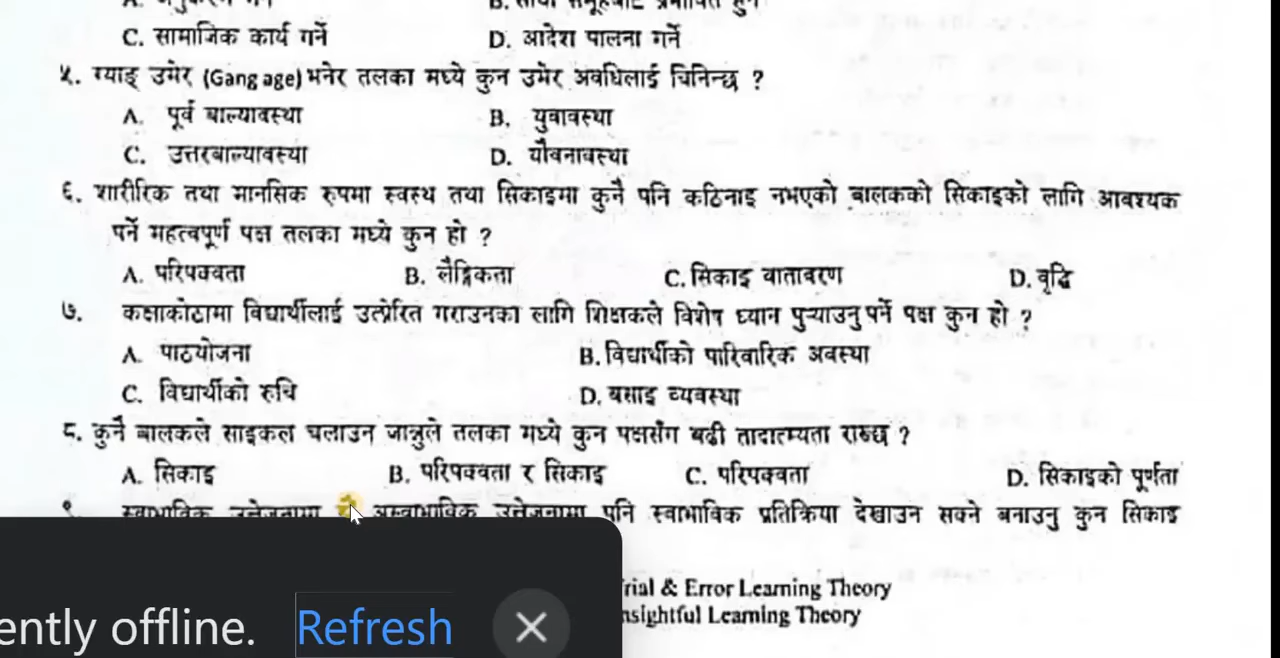 C. सामाजिक कार्य गर्ने
D. आदेश पालना गर्ने
५. ग्याङ्ग उमेर (Gang age) भनेर तलका मध्ये कुन उमेर अवधिलाई चिनिन्छ ?
A. पूर्व बाल्यावस्था
B. युवावस्था
C. उत्तरबाल्यावस्था
D. यौवनावस्था
६. शारीरिक तथा मानसिक रुपमा स्वस्थ तथा सिकाइमा कुनै पनि कठिनाइ नभएको बालकको सिकाइको लागि आवश्यक
पर्ने महत्वपूर्ण पक्ष तलका मध्ये कुन हो ?
A. परिपक्वता B. लैङ्गिकता C. सिकाइ वातावरण D. वृद्धि
७. कक्षाकोठामा विद्यार्थीलाई उत्प्रेरित गराउनका लागि शिक्षकले विशेष ध्यान पुऱ्याउनु पर्ने पक्ष कुन हो ?
A. पाठयोजना
B. विद्यार्थीको पारिवारिक अवस्था
C. विद्यार्थीको रुचि
D. बसाइ व्यवस्था
८. कुनै बालकले साइकल चलाउन जान्नुले तलका मध्ये कुन पक्षसँग बढी तादात्म्यता राख्छ ?
A. सिकाइ B. परिपक्वता र सिकाइ C. परिपक्वता D. सिकाइको पूर्णता
९. स्वाभाविक उत्तेजनामा अस्वाभाविक उत्तेजनामा पनि स्वाभाविक प्रतिक्रिया देखाउन सक्ने बनाउनु कुन सिकाइ
Error Learning Theory
Learning Theory
offline. Refresh